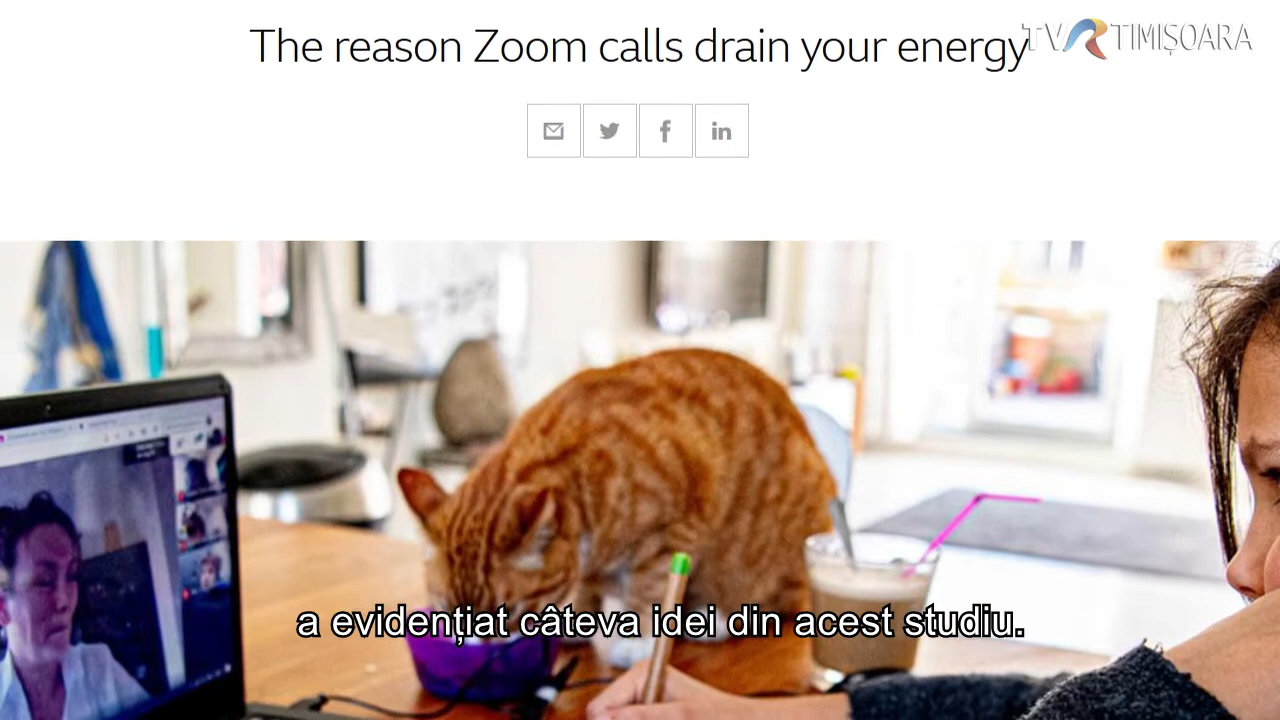 The reason Zoom calls drain your energy
TVR TIMIȘOARA
a evidențiat câteva idei din acest studiu.